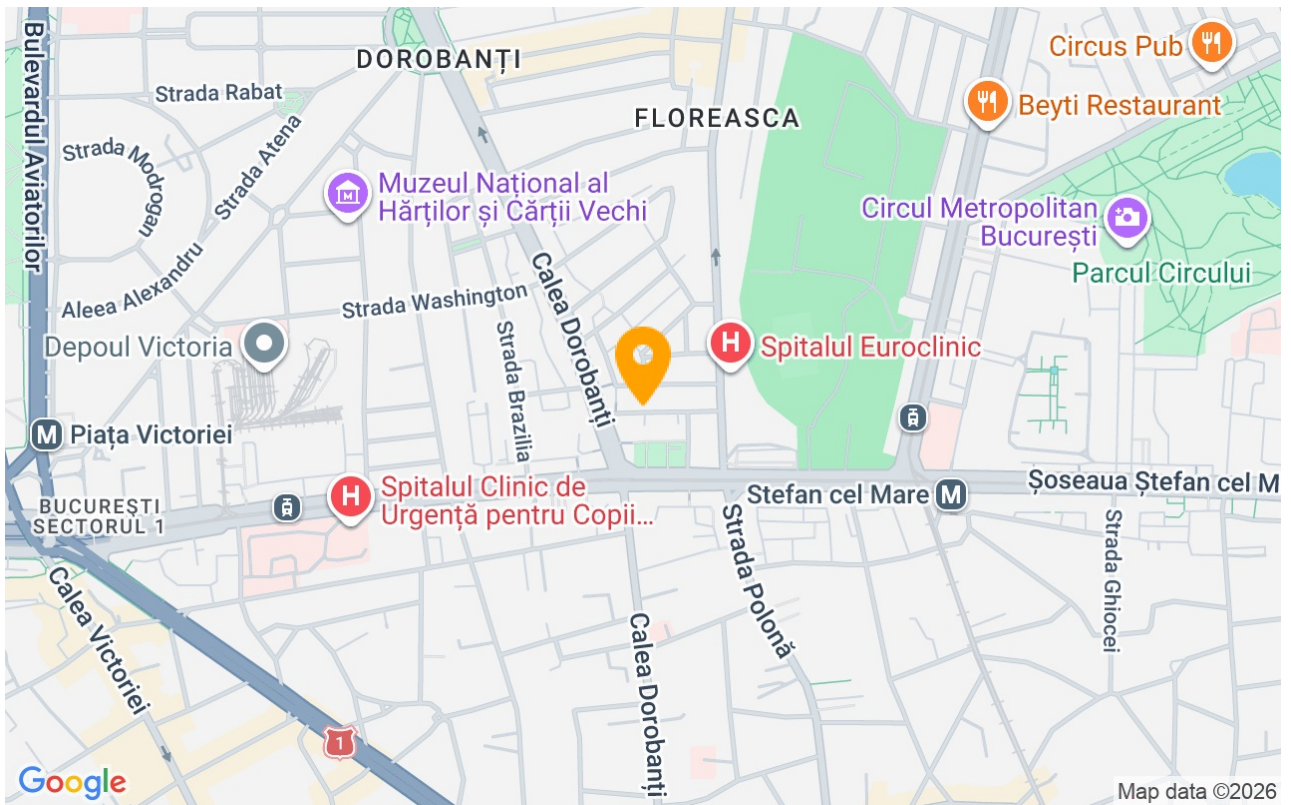 Circus Pub
DOROBANȚI
Bulevardul Aviatorilor
Strada Rabat
Beyti Restaurant
FLOREASCA
Strada Modrogan
Strada Atena
Muzeul Național al
Hărților și Cărții Vechi
Circul Metropolitan
București
Parcul Circului
Aleea Alexandru
Strada Washington
Calea Dorobanți
Depoul Victoria
H
Spitalul Euroclinic
Strada Brazilia
M
Piața Victoriei
BUCUREȘTI
SECTORUL 1
H
Spitalul Clinic de
Urgență pentru Copii...
Stefan cel Mare
M
Șoseaua Ștefan cel M
Strada Polonă
Strada Ghiocei
Calea Victoriei
Calea Dorobanți
1
Google
Map data ©2026